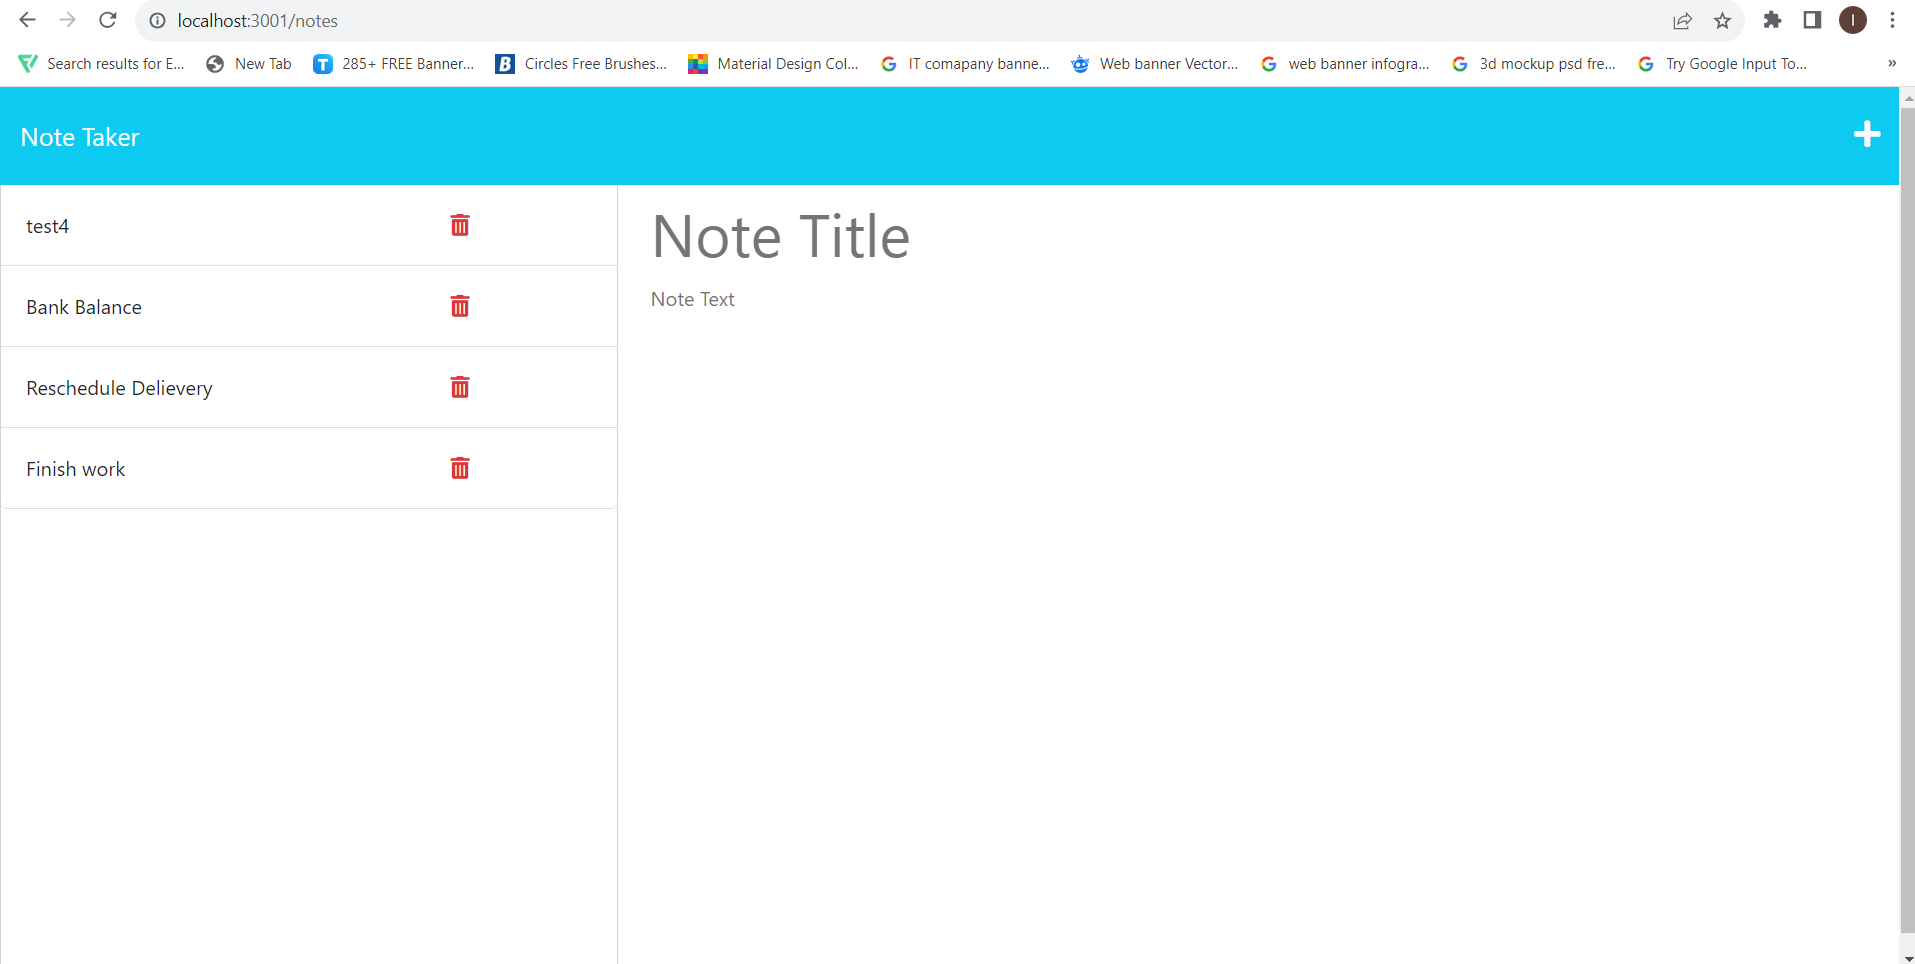 localhost:3001/notes
I
Search results for E...
New Tab
285+ FREE Banner...
Circles Free Brushes...
Material Design Col...
IT comapany banne...
Web banner Vector...
web banner infogra...
3d mockup psd fre...
Try Google Input To...
»
Note Taker
test4
Bank Balance
Reschedule Delievery
Finish work
Note Title
Note Text